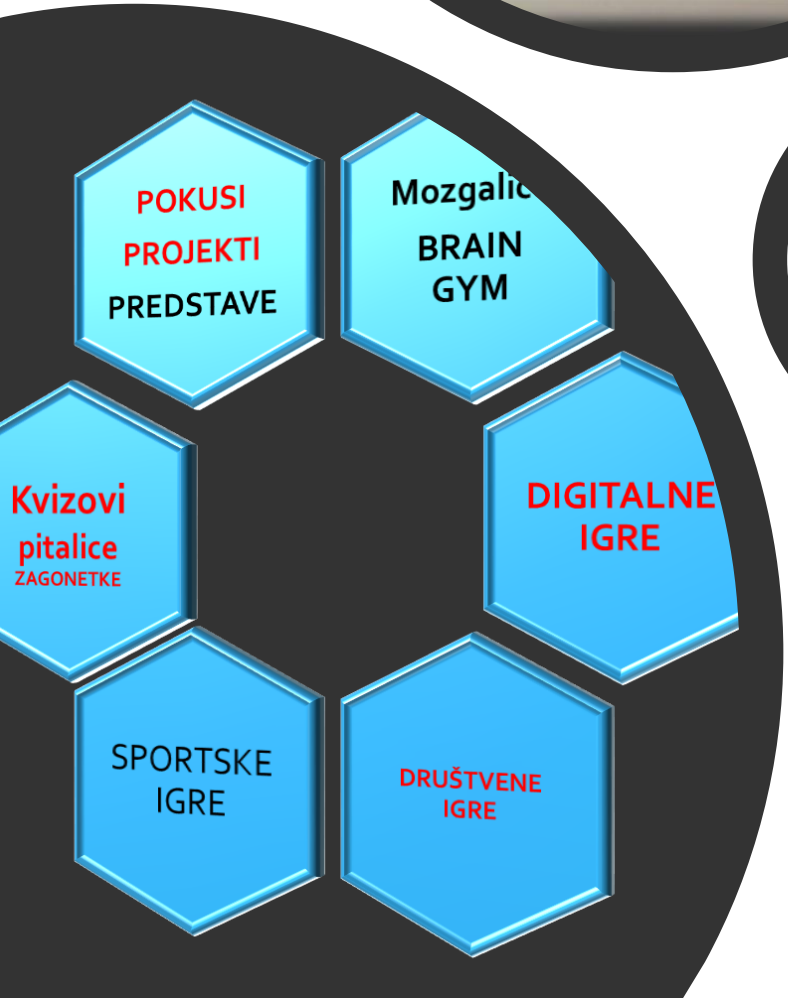 POKUSI
PROJEKTI
PREDSTAVE
BRAIN
GYM
Kvizovi
pitalice
ZAGONETKE
DIGITALNE
IGRE
SPORTSKE
IGRE
DRUŠTVENE
IGRE